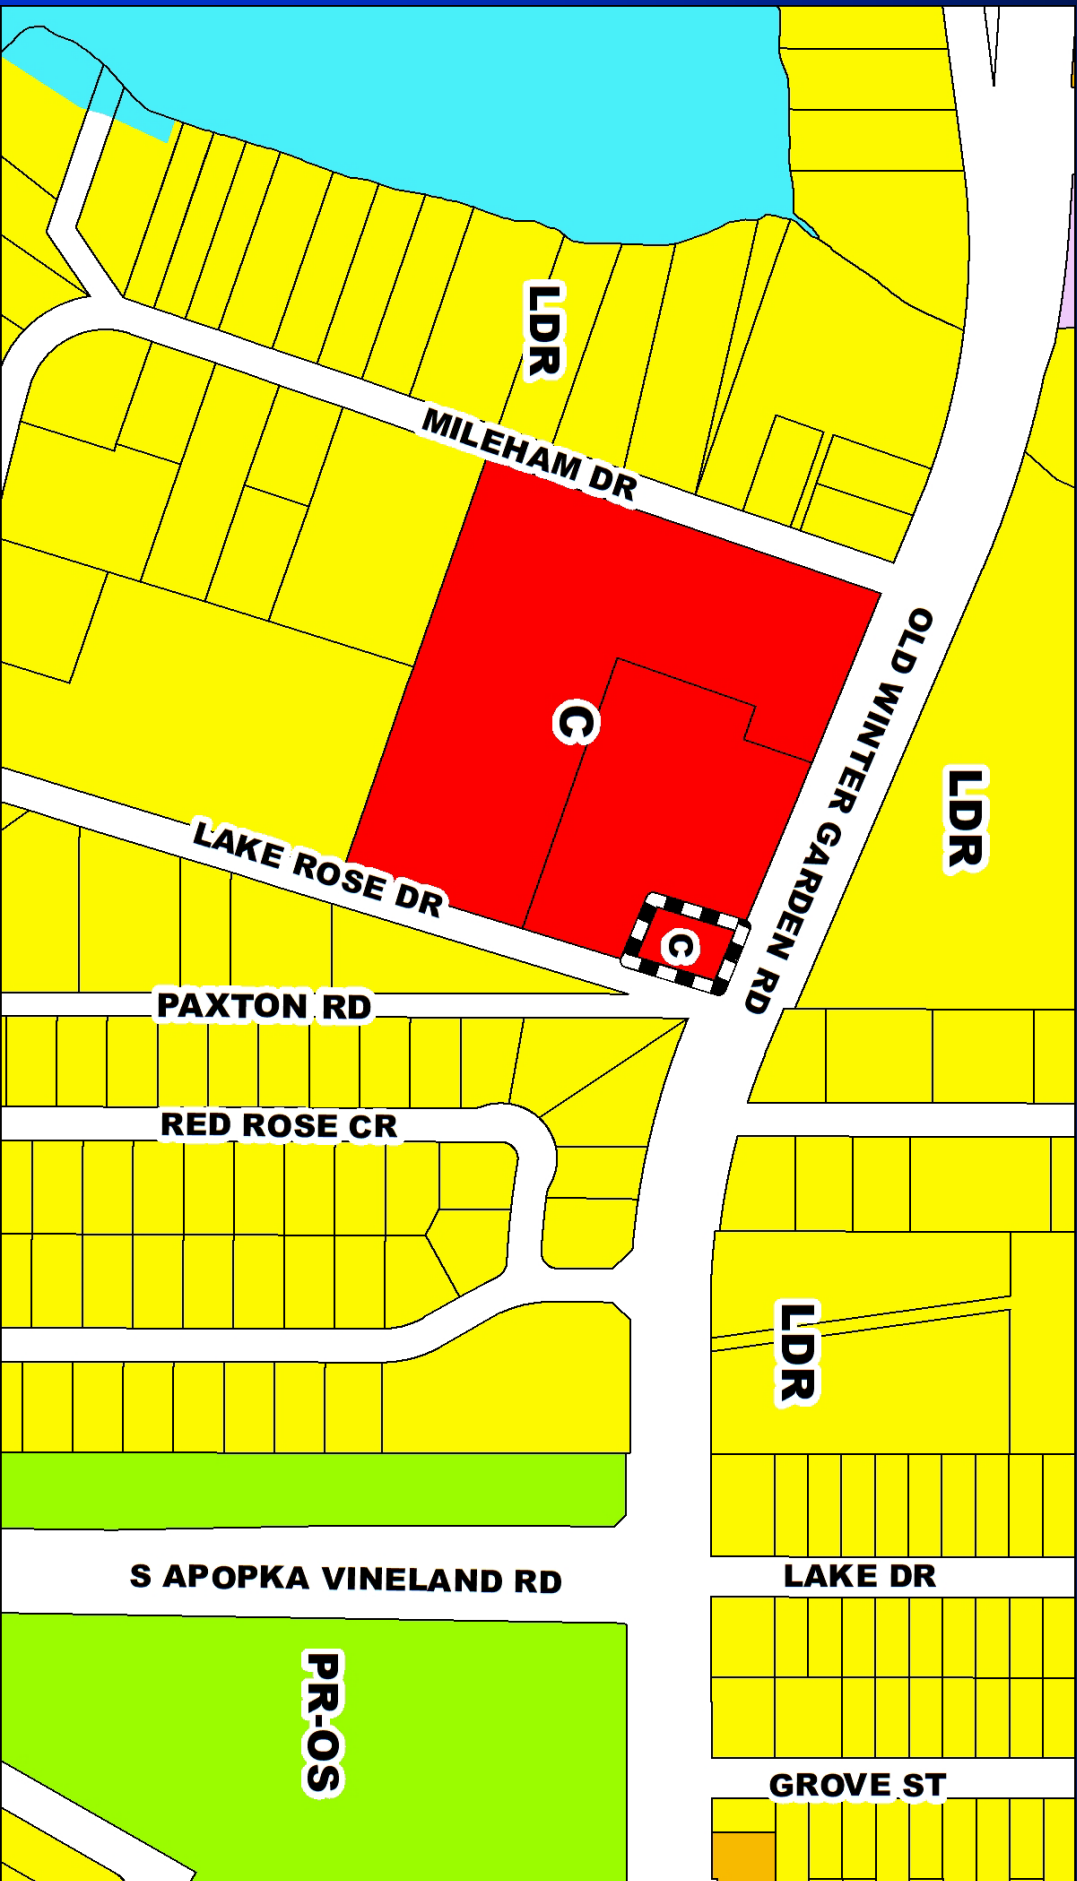 LDR
MILEHAM DR
OLD WINTER GARDEN RD
C
LDR
LAKE ROSE DR
C
PAXTON RD
RED ROSE CR
LDR
S APOPKA VINELAND RD
LAKE DR
PR-OS
GROVE ST